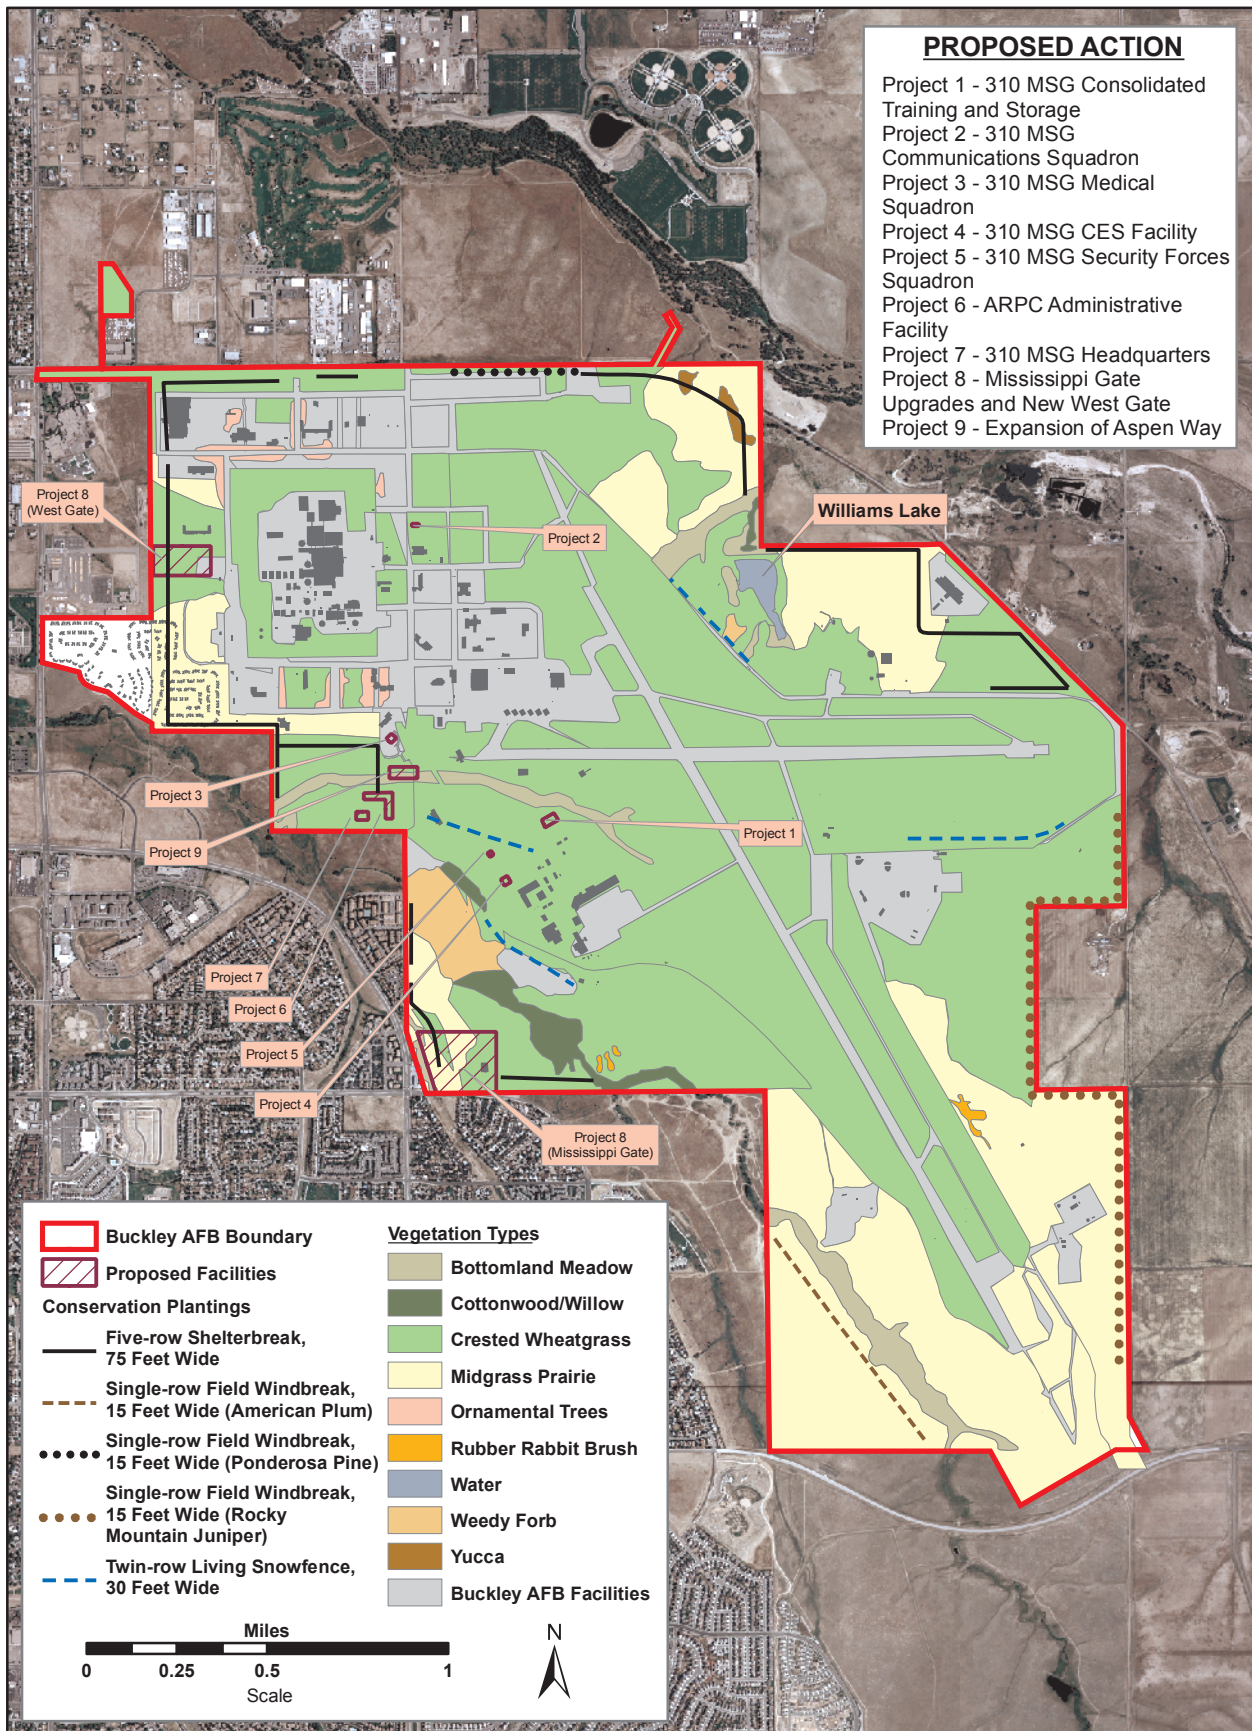 PROPOSED ACTION
Project 1 - 310 MSG Consolidated
Training and Storage
Project 2 - 310 MSG
Communications Squadron
Project 3 - 310 MSG Medical
Squadron
Project 4 - 310 MSG CES Facility
Project 5 - 310 MSG Security Forces
Squadron
Project 6 - ARPC Administrative
Facility
Project 7 - 310 MSG Headquarters
Project 8 - Mississippi Gate
Upgrades and New West Gate
Project 9 - Expansion of Aspen Way
Project 8
(West Gate)
Williams Lake
Project 2
Project 3
Project 1
Project 9
Project 7
Project 6
Project 5
Project 4
Project 8
(Mississippi Gate)
Buckley AFB Boundary
Proposed Facilities
Conservation Plantings
Five-row Shelterbreak,
75 Feet Wide
Single-row Field Windbreak,
15 Feet Wide (American Plum)
Single-row Field Windbreak,
15 Feet Wide (Ponderosa Pine)
Single-row Field Windbreak,
15 Feet Wide (Rocky
Mountain Juniper)
Twin-row Living Snowfence,
30 Feet Wide
Vegetation Types
Bottomland Meadow
Cottonwood/Willow
Crested Wheatgrass
Midgrass Prairie
Ornamental Trees
Rubber Rabbit Brush
Water
Weedy Forb
Yucca
Buckley AFB Facilities
Miles
0 0.25 0.5 1
Scale
N